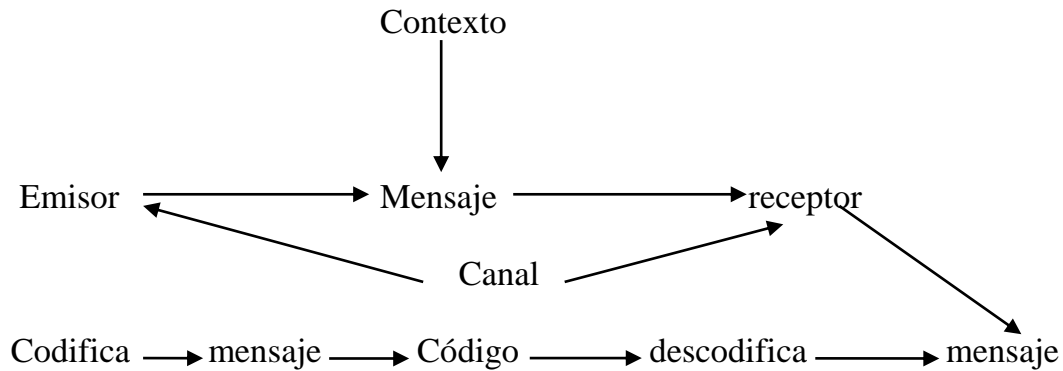 Contexto
Emisor Mensaje receptor
Canal
Codifica mensaje Código descodifica mensaje